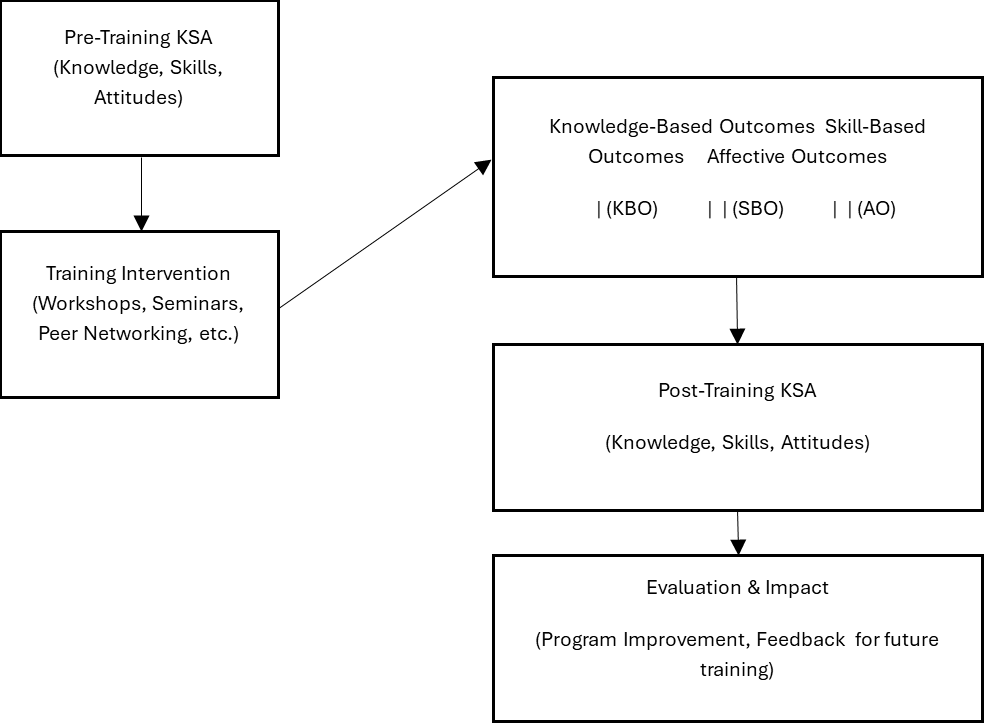 Pre-Training KSA
(Knowledge, Skills,
Attitudes)
Training Intervention
(Workshops, Seminars,
Peer Networking, etc.)
Knowledge-Based Outcomes  Skill-Based
Outcomes    Affective Outcomes
| (KBO)          | | (SBO)          | | (AO)
Post-Training KSA
(Knowledge, Skills, Attitudes)
Evaluation & Impact
(Program Improvement, Feedback  for future
training)